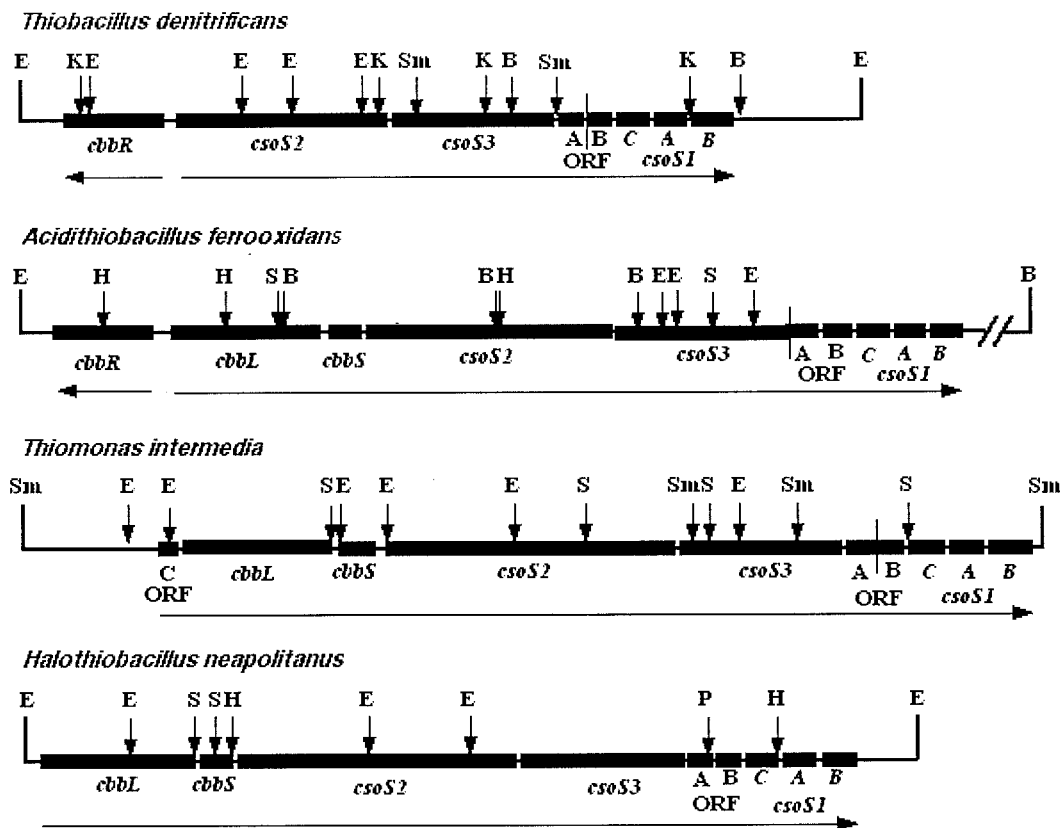 Thiobacillus denitrificans
E K E E E E K Sm K B Sm K B E
cbbR csoS2 csoS3 A B C A B
ORF csoS1
Acidithiobacillus ferrooxidans
E H H S B B H B E E S E B
cbbR cbbL cbbS csoS2 csoS3 A B C A B
ORF csoS1
Thiomonas intermedia
Sm E E S E E E S Sm S E Sm S Sm
C cbbL cbbS csoS2 csoS3 A B C A B
ORF ORF csoS1
Halothiobacillus neapolitanus
E E S S H E E P H E
cbbL cbbS csoS2 csoS3 A B C A B
ORF csoS1